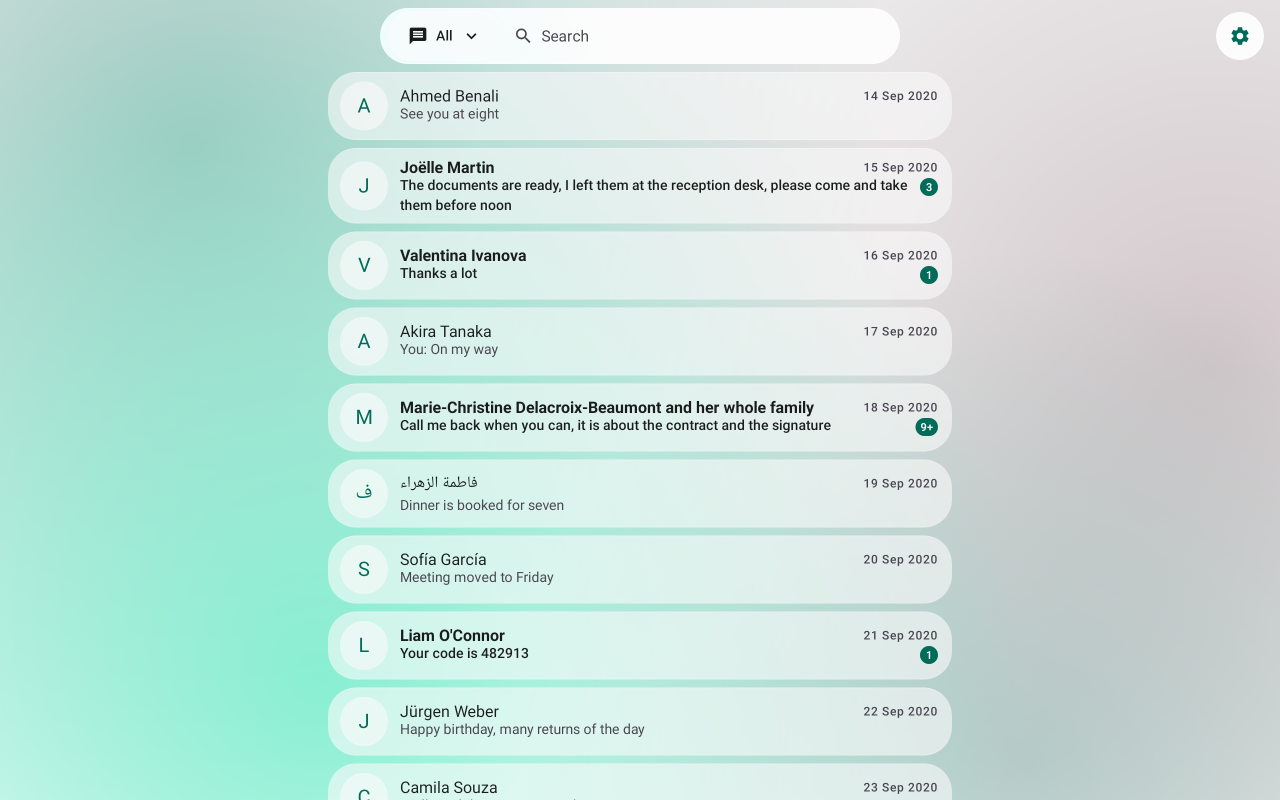 All
Search
A
Ahmed Benali
14 Sep 2020
See you at eight
J
Joëlle Martin
15 Sep 2020
The documents are ready, I left them at the reception desk, please come and take
3
them before noon
V
Valentina Ivanova
16 Sep 2020
Thanks a lot
1
A
Akira Tanaka
17 Sep 2020
You: On my way
M
Marie-Christine Delacroix-Beaumont and her whole family
18 Sep 2020
Call me back when you can, it is about the contract and the signature
9+
ف
فاطمة الزهراء
19 Sep 2020
Dinner is booked for seven
S
Sofía García
20 Sep 2020
Meeting moved to Friday
L
Liam O'Connor
21 Sep 2020
Your code is 482913
1
J
Jürgen Weber
22 Sep 2020
Happy birthday, many returns of the day
C
Camila Souza
23 Sep 2020